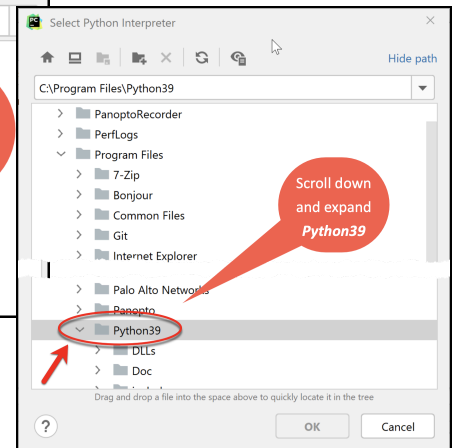 PC
Select Python Interpreter
Hide path
C:\Program Files\Python39
PanoptoRecorder
PerfLogs
Program Files
7-Zip
Bonjour
Common Files
Git
Internet Explorer
Scroll down
and expand
Python39
Palo Alto Networks
Panopto
Python39
DLLs
Doc
Drag and drop a file into the space above to quickly locate it in the tree
?
OK
Cancel